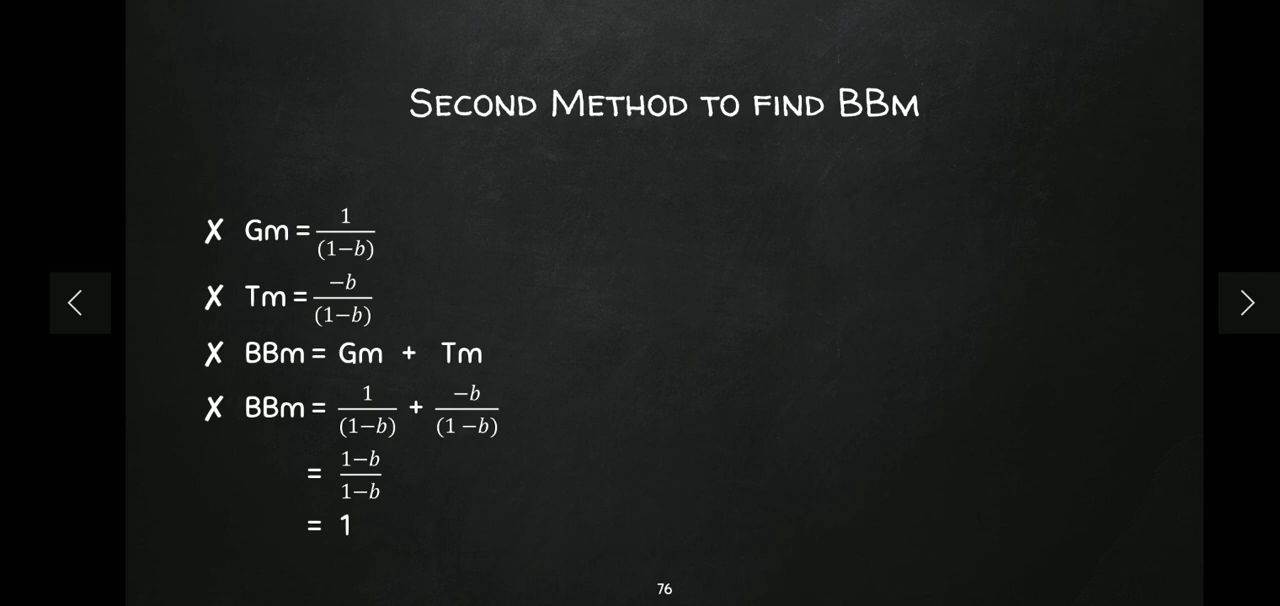 Second Method to find BBm
✗ Gm = 1/(1−b)
✗ Tm = −b/(1−b)
✗ BBm = Gm + Tm
✗ BBm = 1/(1−b) + −b/(1−b)
= 1−b/1−b
= 1
76